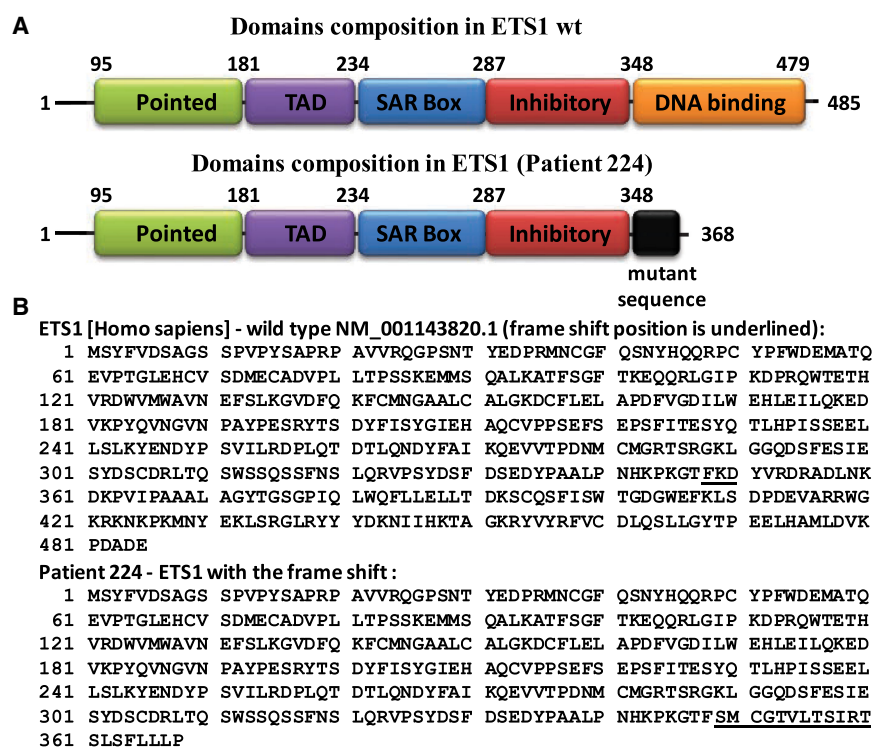 A
Domains composition in ETS1 wt
95 181 234 287 348 479
1 Pointed TAD SAR Box Inhibitory DNA binding 485
Domains composition in ETS1 (Patient 224)
95 181 234 287 348
1 Pointed TAD SAR Box Inhibitory 368
mutant
sequence
B
ETS1 [Homo sapiens] - wild type NM_001143820.1 (frame shift position is underlined):
1 MSYFVDSAGS SPVPYSAPRP AVVRQGPSNT YEDPRMNCGF QSNYHQQRPC YPFWDEMATQ
61 EVPTGLEHCV SDMECADVPL LTPSSKEMMS QALKATFSGF TKEQQRLGIP KDPRQWTETH
121 VRDWVMWAVN EFSLKGVDFQ KFCMNGAALC ALGKDCFLEL APDFVGDILW EHLEILQKED
181 VKPYQVNGVN PAYPESRYTS DYFISYGIEH AQCVPPSEFS EPSFITESYQ TLHPISSEEL
241 LSLKYENDYP SVILRDPLQT DTLQNDYFAI KQEVVTPDNM CMGRTSRGKL GGQDSFESIE
301 SYDSCDRLTQ SWSSQSSFNS LQRVPSYDSF DSEDYPAALP NHKPKGTFKD YVRDRADLNK
361 DKPVIPAAAL AGYTGSGPIQ LWQFLLELLT DKSCQSFISW TGDGWEFKLS DPDEVARRWG
421 KRKNKPKMNY EKLSRGLRYY YDKNIIHKTA GKRYVYRFVC DLQSLLGYTP EELHAMLDVK
481 PDADE
Patient 224 - ETS1 with the frame shift :
1 MSYFVDSAGS SPVPYSAPRP AVVRQGPSNT YEDPRMNCGF QSNYHQQRPC YPFWDEMATQ
61 EVPTGLEHCV SDMECADVPL LTPSSKEMMS QALKATFSGF TKEQQRLGIP KDPRQWTETH
121 VRDWVMWAVN EFSLKGVDFQ KFCMNGAALC ALGKDCFLEL APDFVGDILW EHLEILQKED
181 VKPYQVNGVN PAYPESRYTS DYFISYGIEH AQCVPPSEFS EPSFITESYQ TLHPISSEEL
241 LSLKYENDYP SVILRDPLQT DTLQNDYFAI KQEVVTPDNM CMGRTSRGKL GGQDSFESIE
301 SYDSCDRLTQ SWSSQSSFNS LQRVPSYDSF DSEDYPAALP NHKPKGTFSM CGTVLTSIRT
361 SLSFLLLP